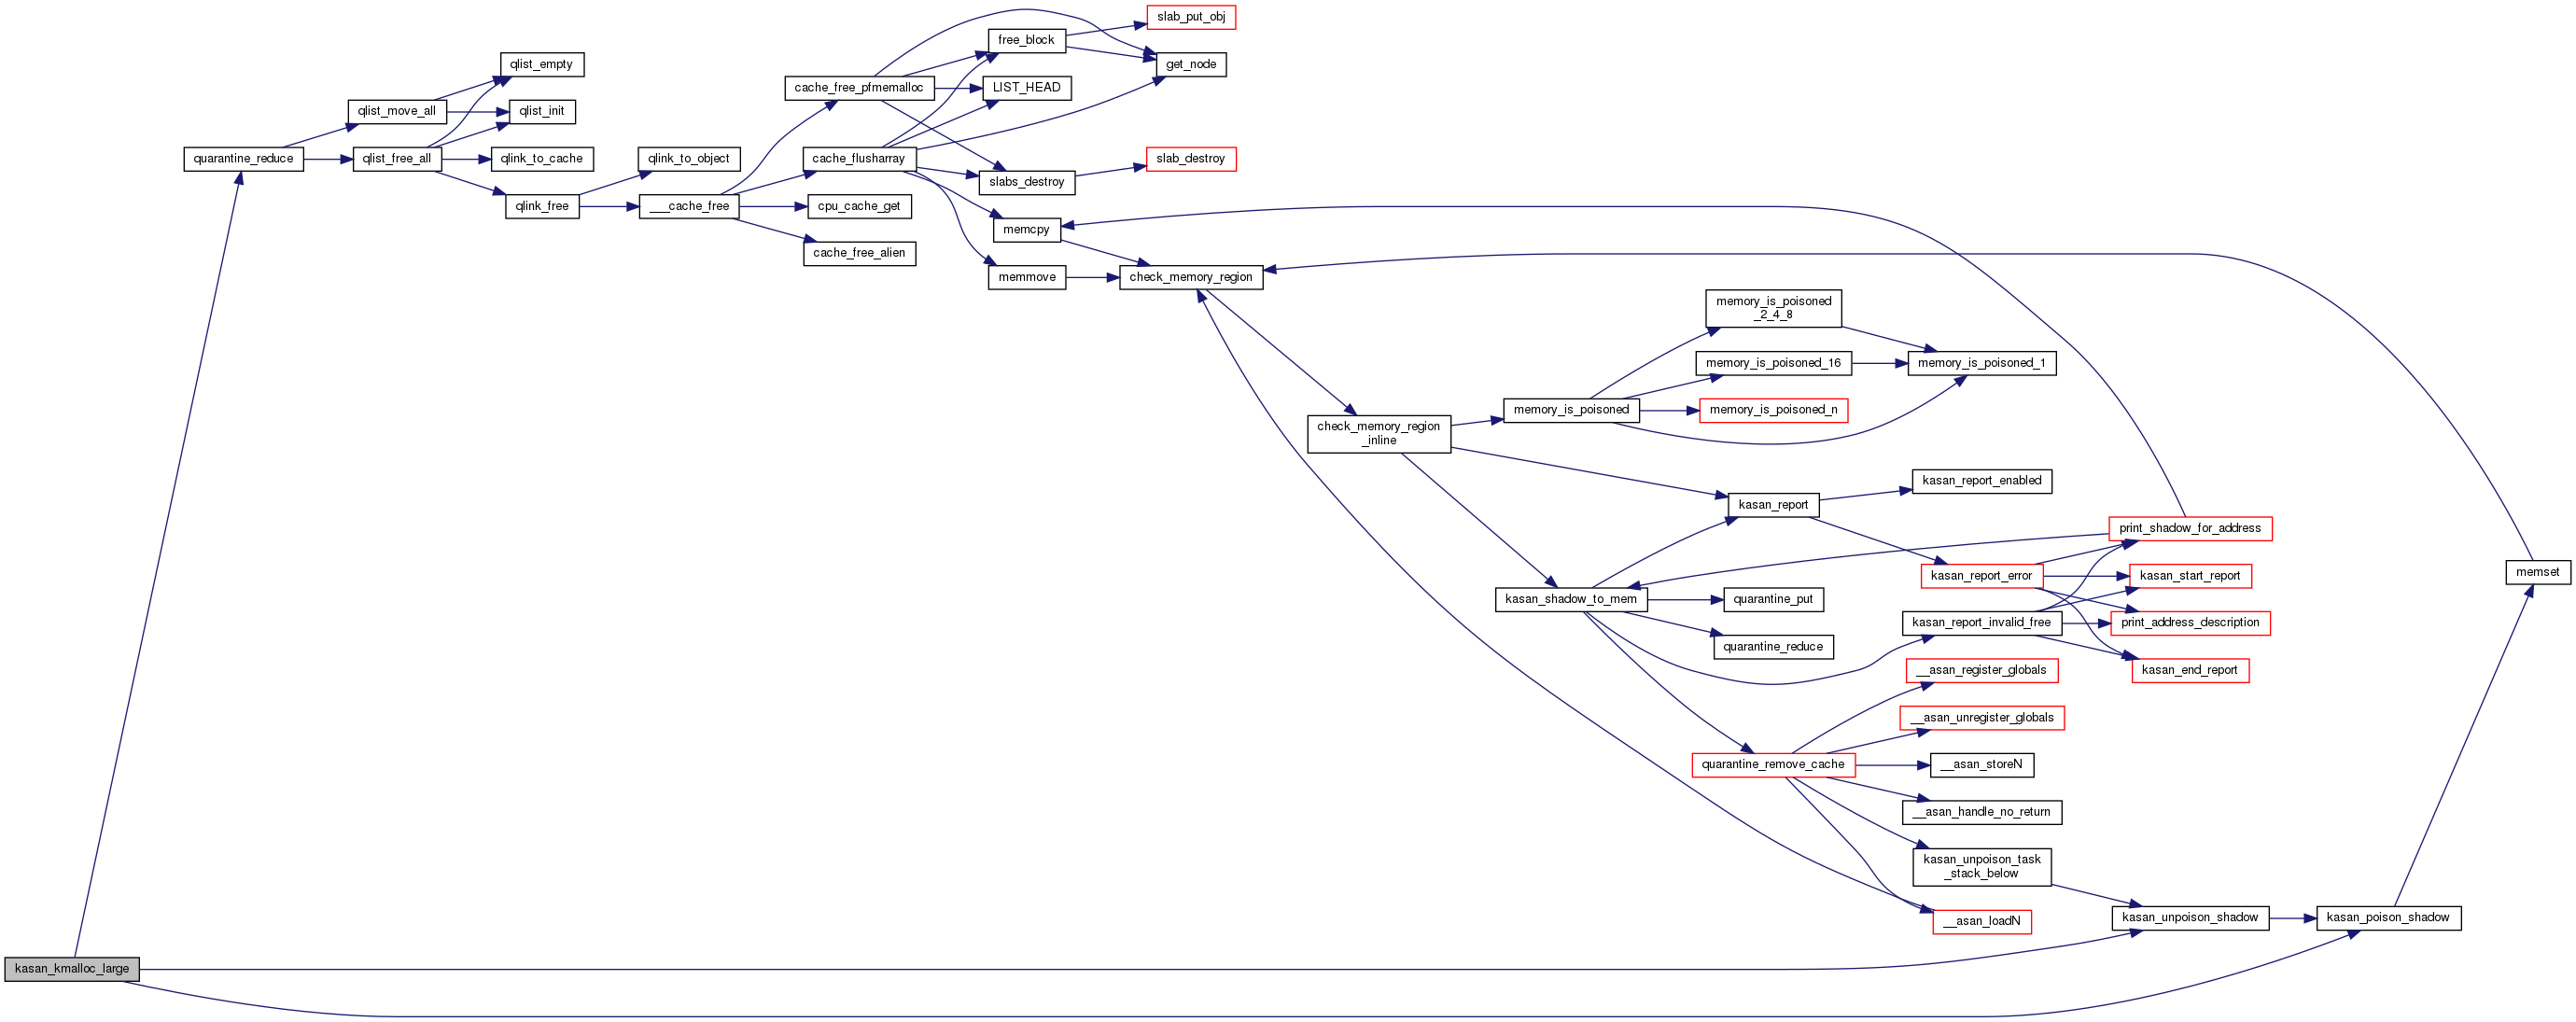 slab_put_obj
free_block
qlist_empty
get_node
cache_free_pfmemalloc
LIST_HEAD
qlist_move_all
qlist_init
quarantine_reduce
qlist_free_all
qlink_to_cache
qlink_to_object
cache_flusharray
slab_destroy
slabs_destroy
qlink_free
___cache_free
cpu_cache_get
memcpy
cache_free_alien
memmove
check_memory_region
memory_is_poisoned
_2_4_8
memory_is_poisoned_16
memory_is_poisoned_1
memory_is_poisoned
memory_is_poisoned_n
check_memory_region
_inline
kasan_report_enabled
kasan_report
print_shadow_for_address
kasan_report_error
kasan_start_report
memset
kasan_shadow_to_mem
quarantine_put
kasan_report_invalid_free
print_address_description
quarantine_reduce
kasan_end_report
__asan_register_globals
__asan_unregister_globals
quarantine_remove_cache
__asan_storeN
__asan_handle_no_return
kasan_unpoison_task
_stack_below
__asan_loadN
kasan_unpoison_shadow
kasan_poison_shadow
kasan_kmalloc_large